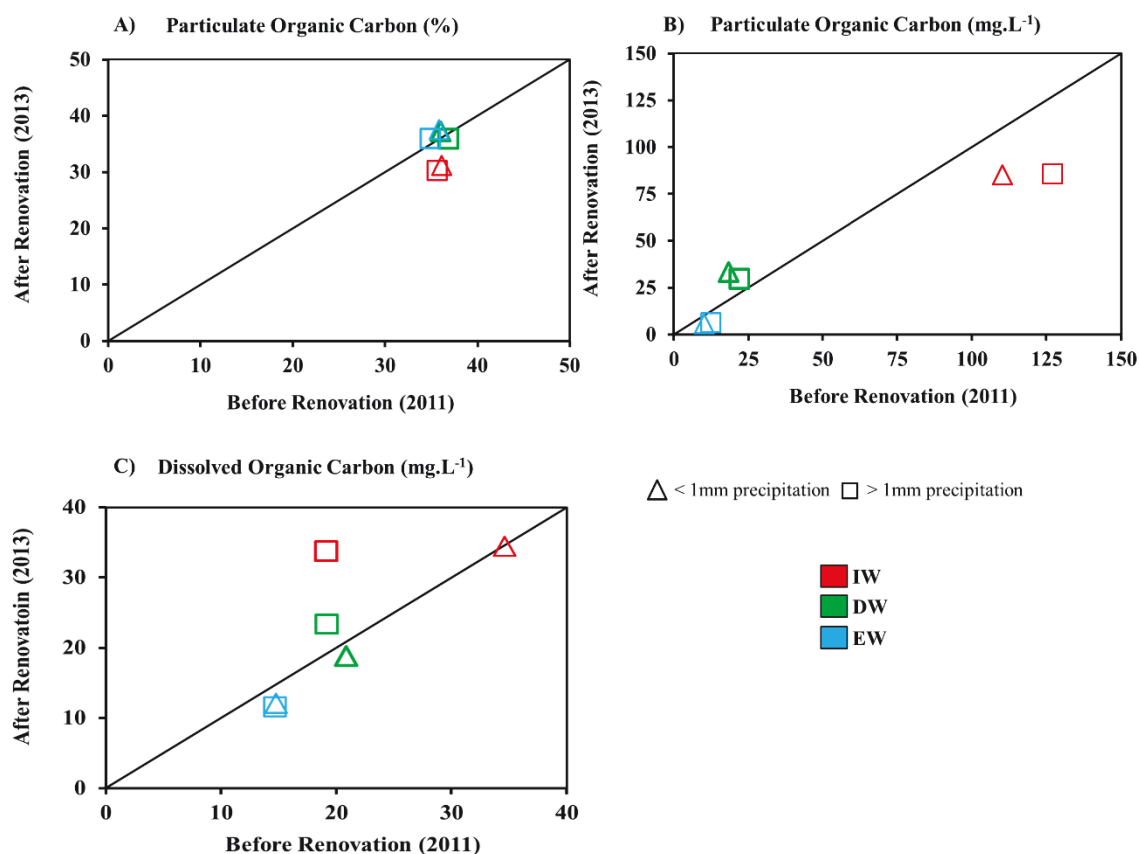 A) Particulate Organic Carbon (%)
After Renovation (2013)
50
40
30
20
10
0
0 10 20 30 40 50
Before Renovation (2011)
B) Particulate Organic Carbon (mg.L-1)
After Renovation (2013)
150
125
100
75
50
25
0
0 25 50 75 100 125 150
Before Renovation (2011)
C) Dissolved Organic Carbon (mg.L-1)
After Renovatoin (2013)
40
30
20
10
0
0 10 20 30 40
Before Renovation (2011)
< 1mm precipitation > 1mm precipitation
IW
DW
EW